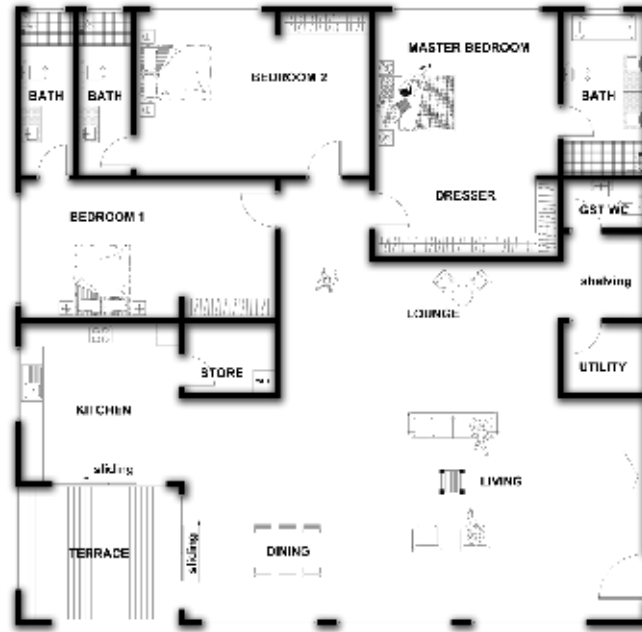 MASTER BEDROOM
BEDROOM 2
BATH
BATH
BATH
DRESSER
BEDROOM 1
GST WC
shelving
LOUNGE
STORE
UTILITY
KITCHEN
sliding
LIVING
TERRACE
sliding
DINING